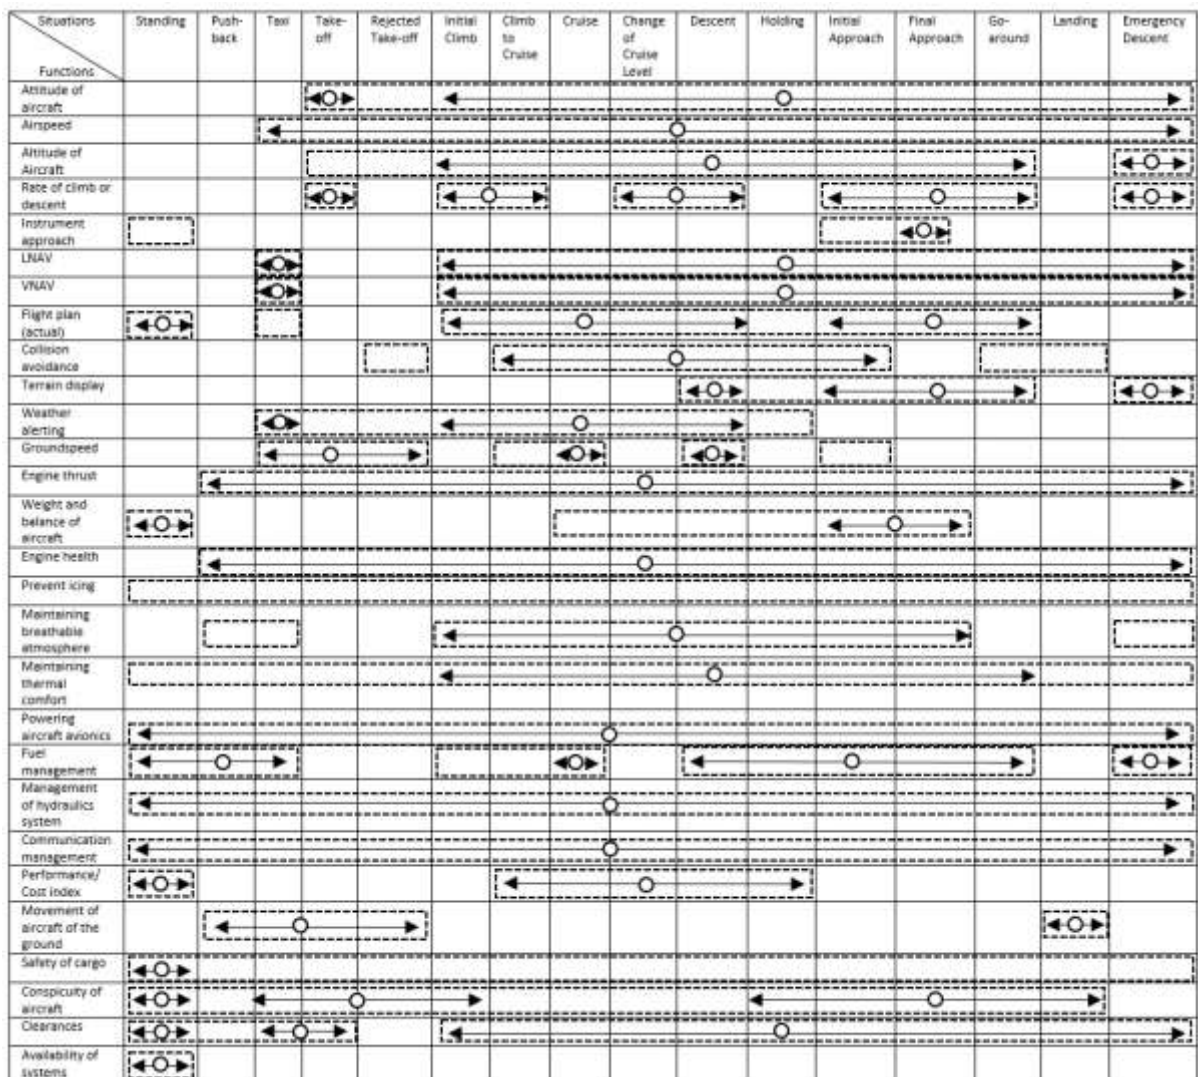 Situations
Functions
Standing
Push-
back
Taxi
Take-
off
Rejected
Take-off
Initial
Climb
Climb
to
Cruise
Cruise
Change
of
Cruise
Level
Descent
Holding
Initial
Approach
Final
Approach
Go-
around
Landing
Emergency
Descent
Attitude of
aircraft
Airspeed
Altitude of
Aircraft
Rate of climb or
descent
Instrument
approach
LNAV
VNAV
Flight plan
(actual)
Collision
avoidance
Terrain display
Weather
alerting
Groundspeed
Engine thrust
Weight and
balance of
aircraft
Engine health
Prevent icing
Maintaining
breathable
atmosphere
Maintaining
thermal
comfort
Powering
aircraft avionics
Fuel
management
Management
of hydraulics
system
Communication
management
Performance/
Cost index
Movement of
aircraft of the
ground
Safety of cargo
Conspicuity of
aircraft
Clearances
Availability of
systems